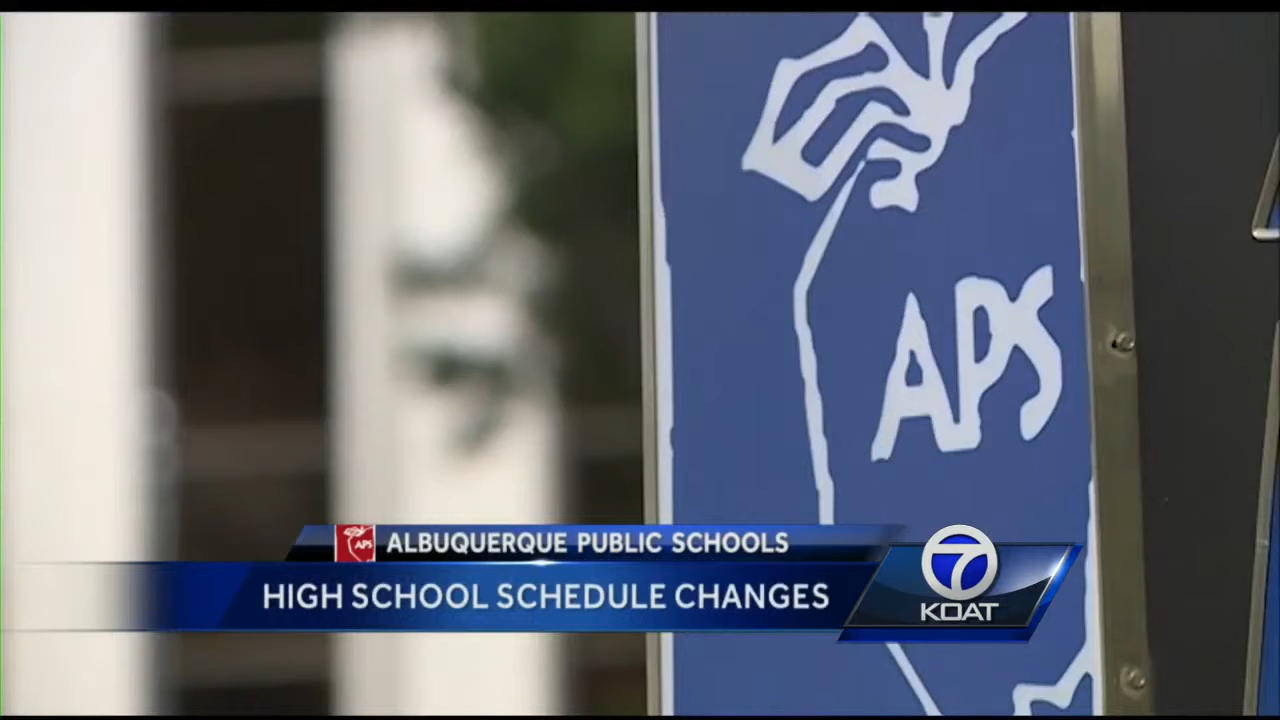 APS
APS ALBUQUERQUE PUBLIC SCHOOLS
HIGH SCHOOL SCHEDULE CHANGES
7
KOAT